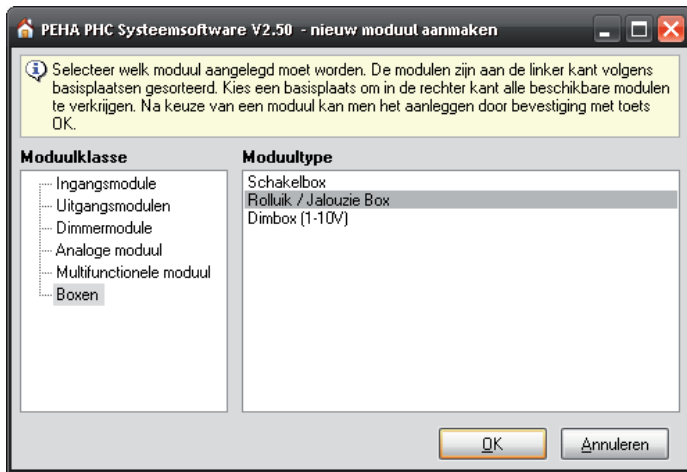 PEHA PHC Systeemsoftware V2.50 - nieuw moduul aanmaken
Selecteer welk moduul aangelegd moet worden. De modulen zijn aan de linker kant volgens
basisplaatsen gesorteerd. Kies een basisplaats om in de rechter kant alle beschikbare modulen
te verkrijgen. Na keuze van een moduul kan men het aanleggen door bevestiging met toets
OK.
Moduulklasse
Ingangsmodule
Uitgangsmodulen
Dimmermodule
Analoge moduul
Multifunctionele moduul
Boxen
Moduultype
Schakelbox
Rolluik / Jalouzie Box
Dimbox (1-10V)
OK
Annuleren